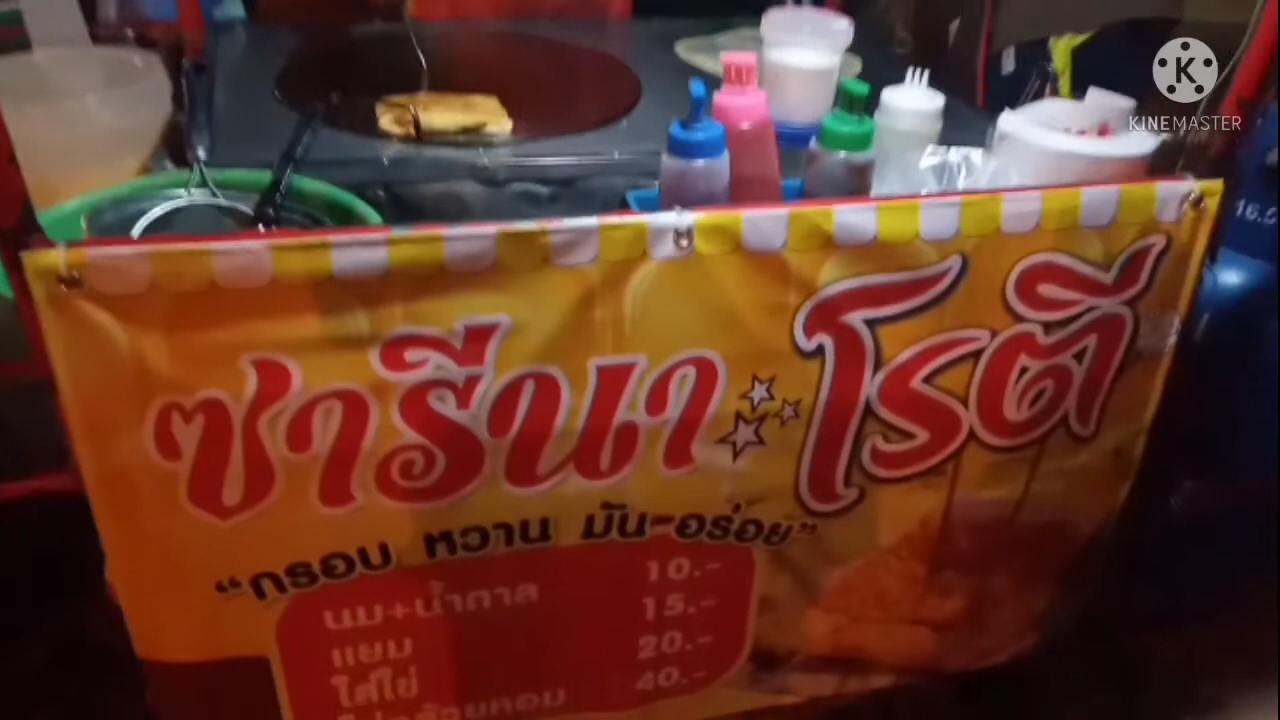 KINEMASTER
16.5
ซารีนา โรตี
“กรอบ หวาน มัน อร่อย”
นม+น้ำตาล 10.-
แยม 15.-
ใส่ไข่ 20.-
40.-